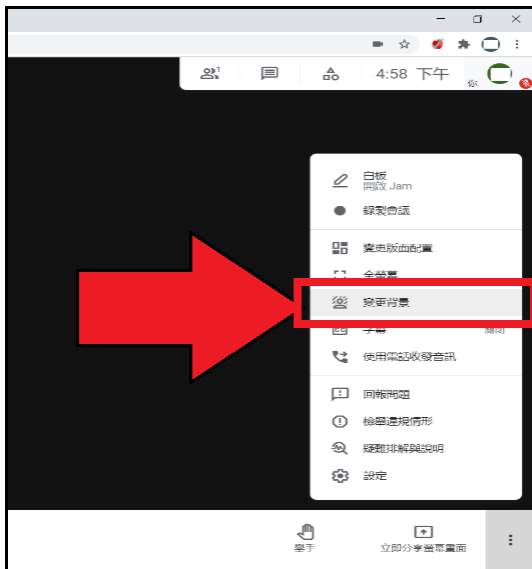 1
4:58 下午
你
白板
開啟 Jam
錄製會議
變更版面配置
全螢幕
變更背景
字幕
關閉
使用電話收發音訊
回報問題
檢舉違規情形
疑難排解與說明
設定
舉手
立即分享螢幕畫面